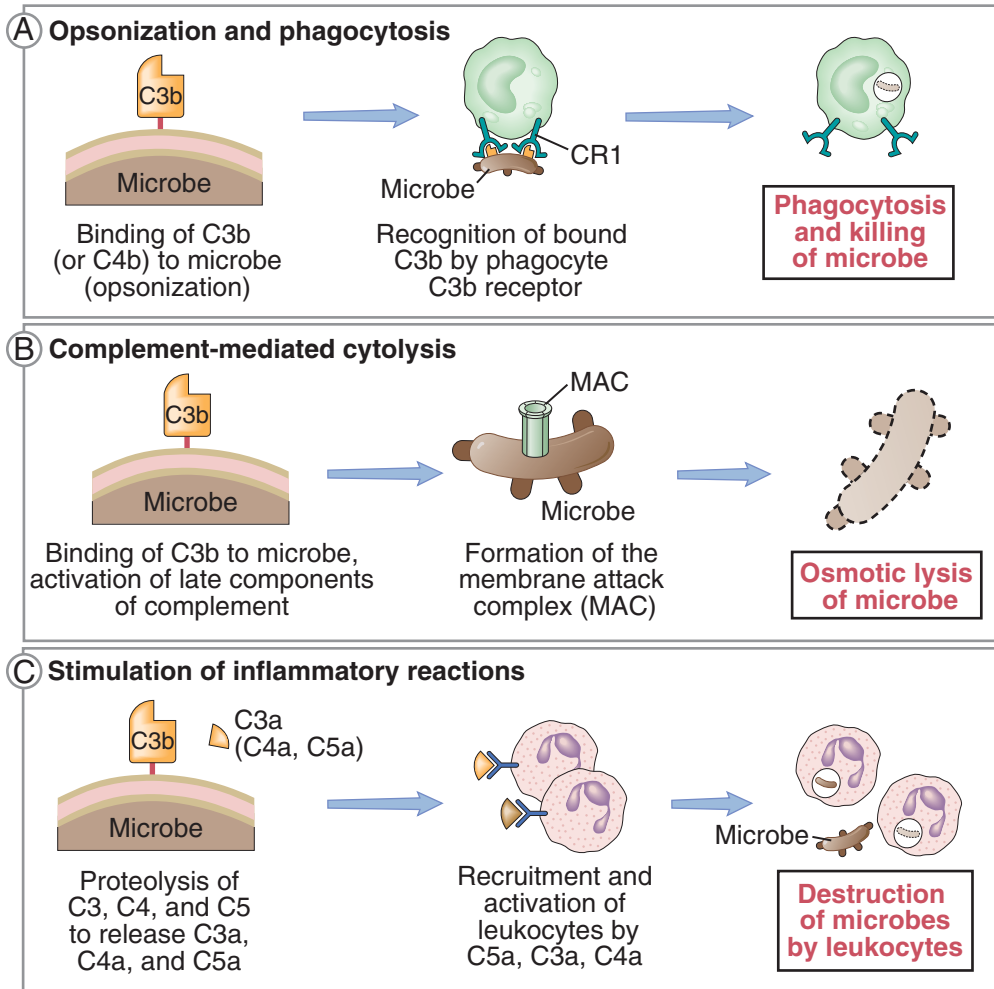 A Opsonization and phagocytosis
C3b
Microbe
Binding of C3b
(or C4b) to microbe
(opsonization)
CR1
Microbe
Recognition of bound
C3b by phagocyte
C3b receptor
Phagocytosis
and killing
of microbe
B Complement-mediated cytolysis
C3b
Microbe
Binding of C3b to microbe,
activation of late components
of complement
MAC
Microbe
Formation of the
membrane attack
complex (MAC)
Osmotic lysis
of microbe
C Stimulation of inflammatory reactions
C3b
C3a
(C4a, C5a)
Microbe
Proteolysis of
C3, C4, and C5
to release C3a,
C4a, and C5a
Recruitment and
activation of
leukocytes by
C5a, C3a, C4a
Microbe
Destruction
of microbes
by leukocytes